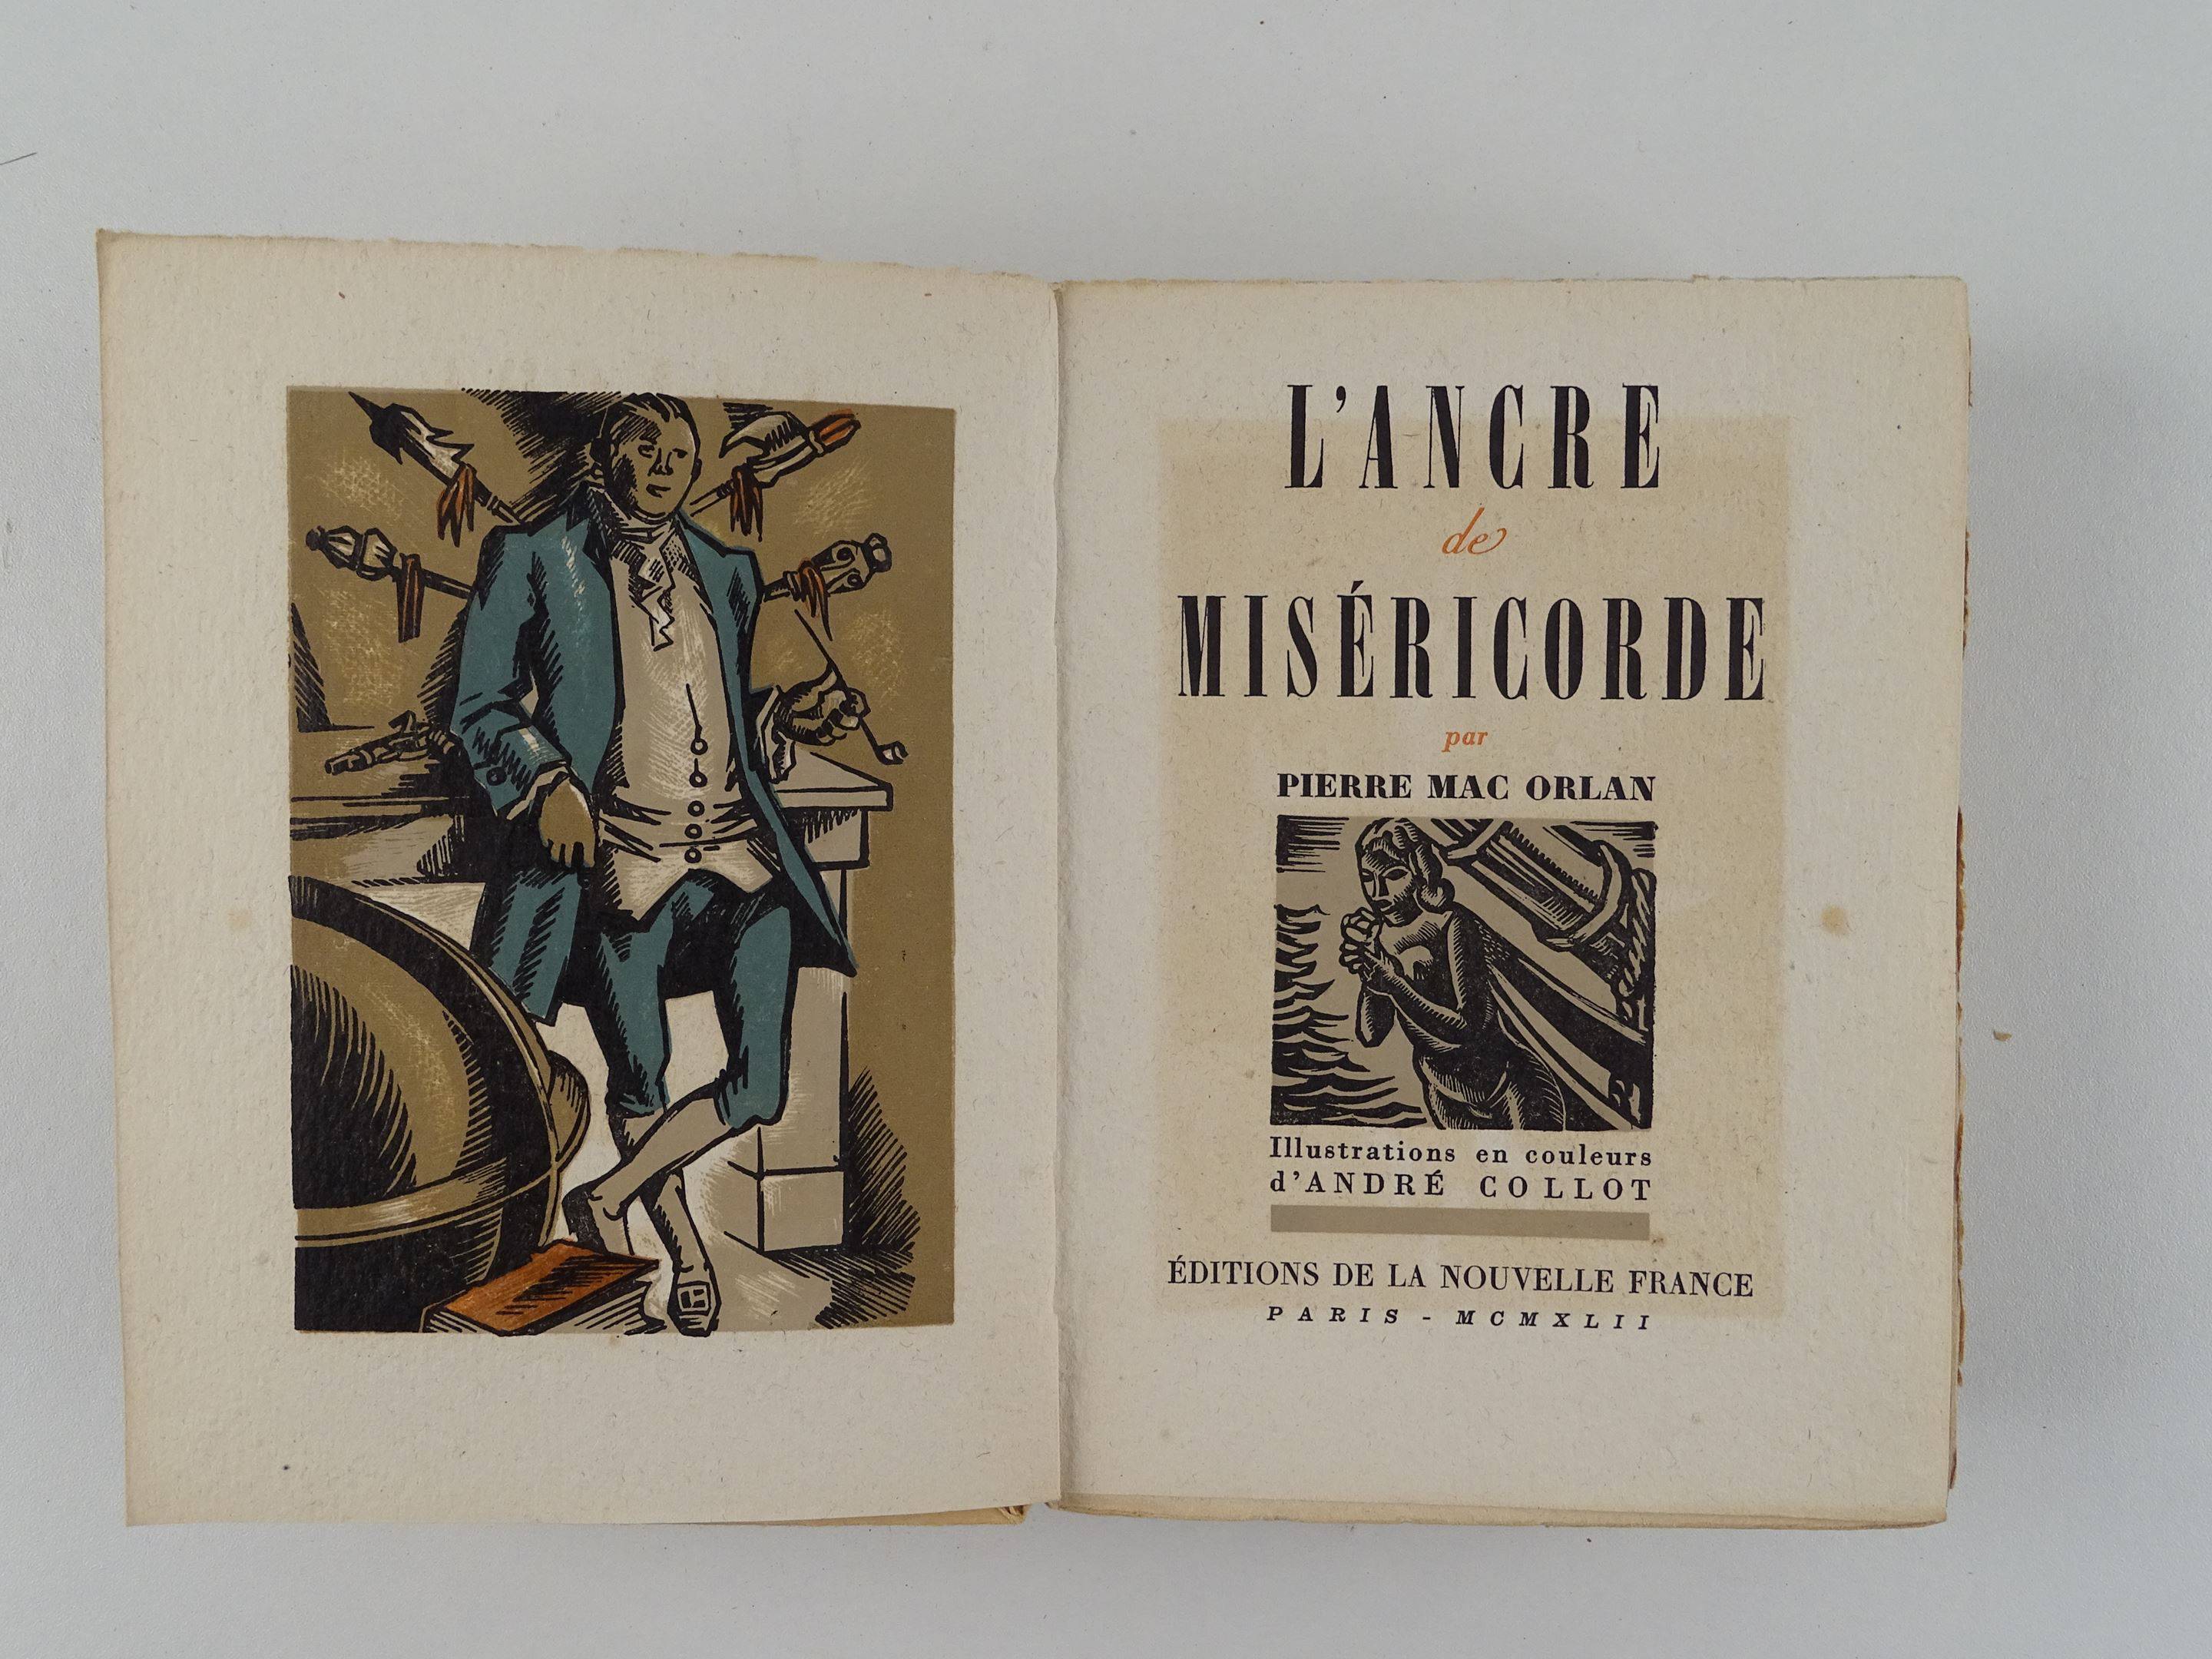 L'ANCRE
de
MISÉRICORDE
par
PIERRE MAC ORLAN
Illustrations en couleurs
d'ANDRÉ COLLOT
ÉDITIONS DE LA NOUVELLE FRANCE
PARIS - MCMXLII